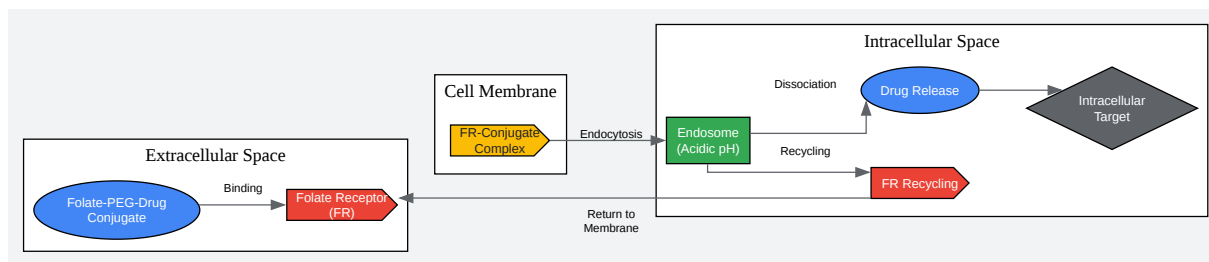 Extracellular Space
Folate-PEG-Drug
Conjugate
Binding
Folate Receptor
(FR)
Cell Membrane
FR-Conjugate
Complex
Endocytosis
Intracellular Space
Endosome
(Acidic pH)
Dissociation
Drug Release
Intracellular
Target
Recycling
FR Recycling
Return to
Membrane